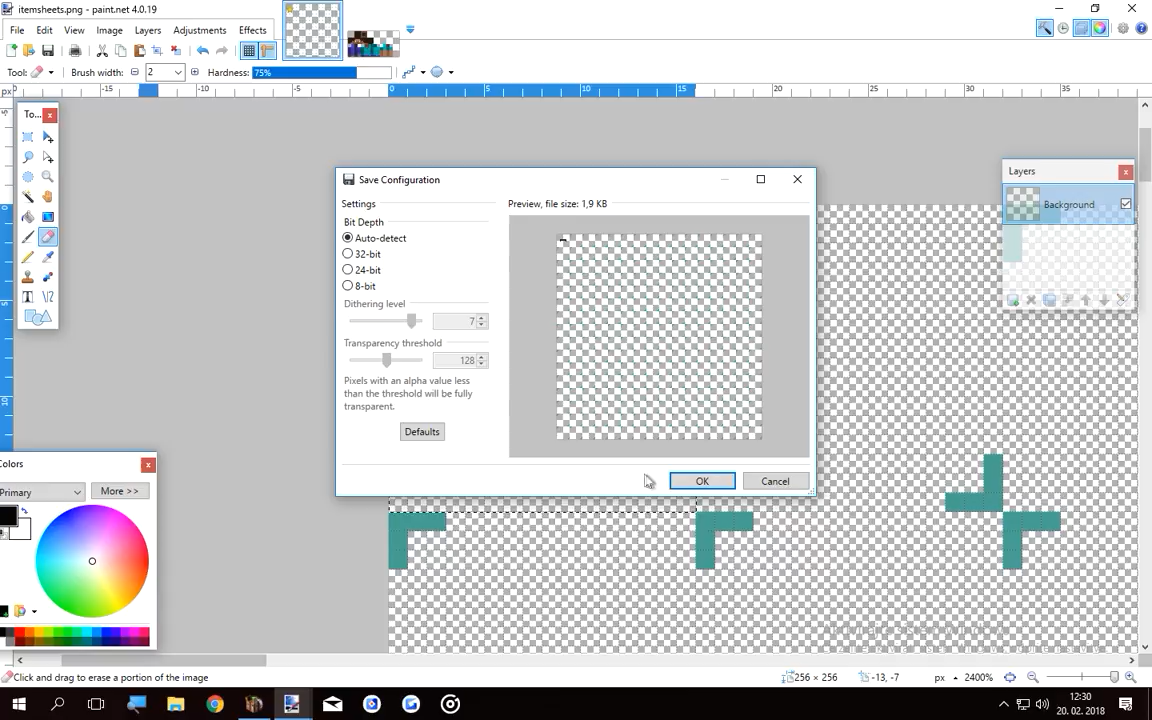 itemsheets.png - paint.net 4.0.19
File Edit View Image Layers Adjustments Effects
Tool: Brush width: 2 Hardness: 75%
px -15 -10 -5 0 5 10 15 20 25 30 35
To...
Save Configuration
Settings
Preview, file size: 1,9 KB
Bit Depth
Auto-detect
32-bit
24-bit
8-bit
Dithering level
7
Transparency threshold
128
Pixels with an alpha value less
than the threshold will be fully
transparent.
Defaults
OK Cancel
Layers
Background
0
5
10
Colors
Primary More >>
Click and drag to erase a portion of the image
256 × 256 -13, -7 px 2400%
12:30
20. 02. 2018